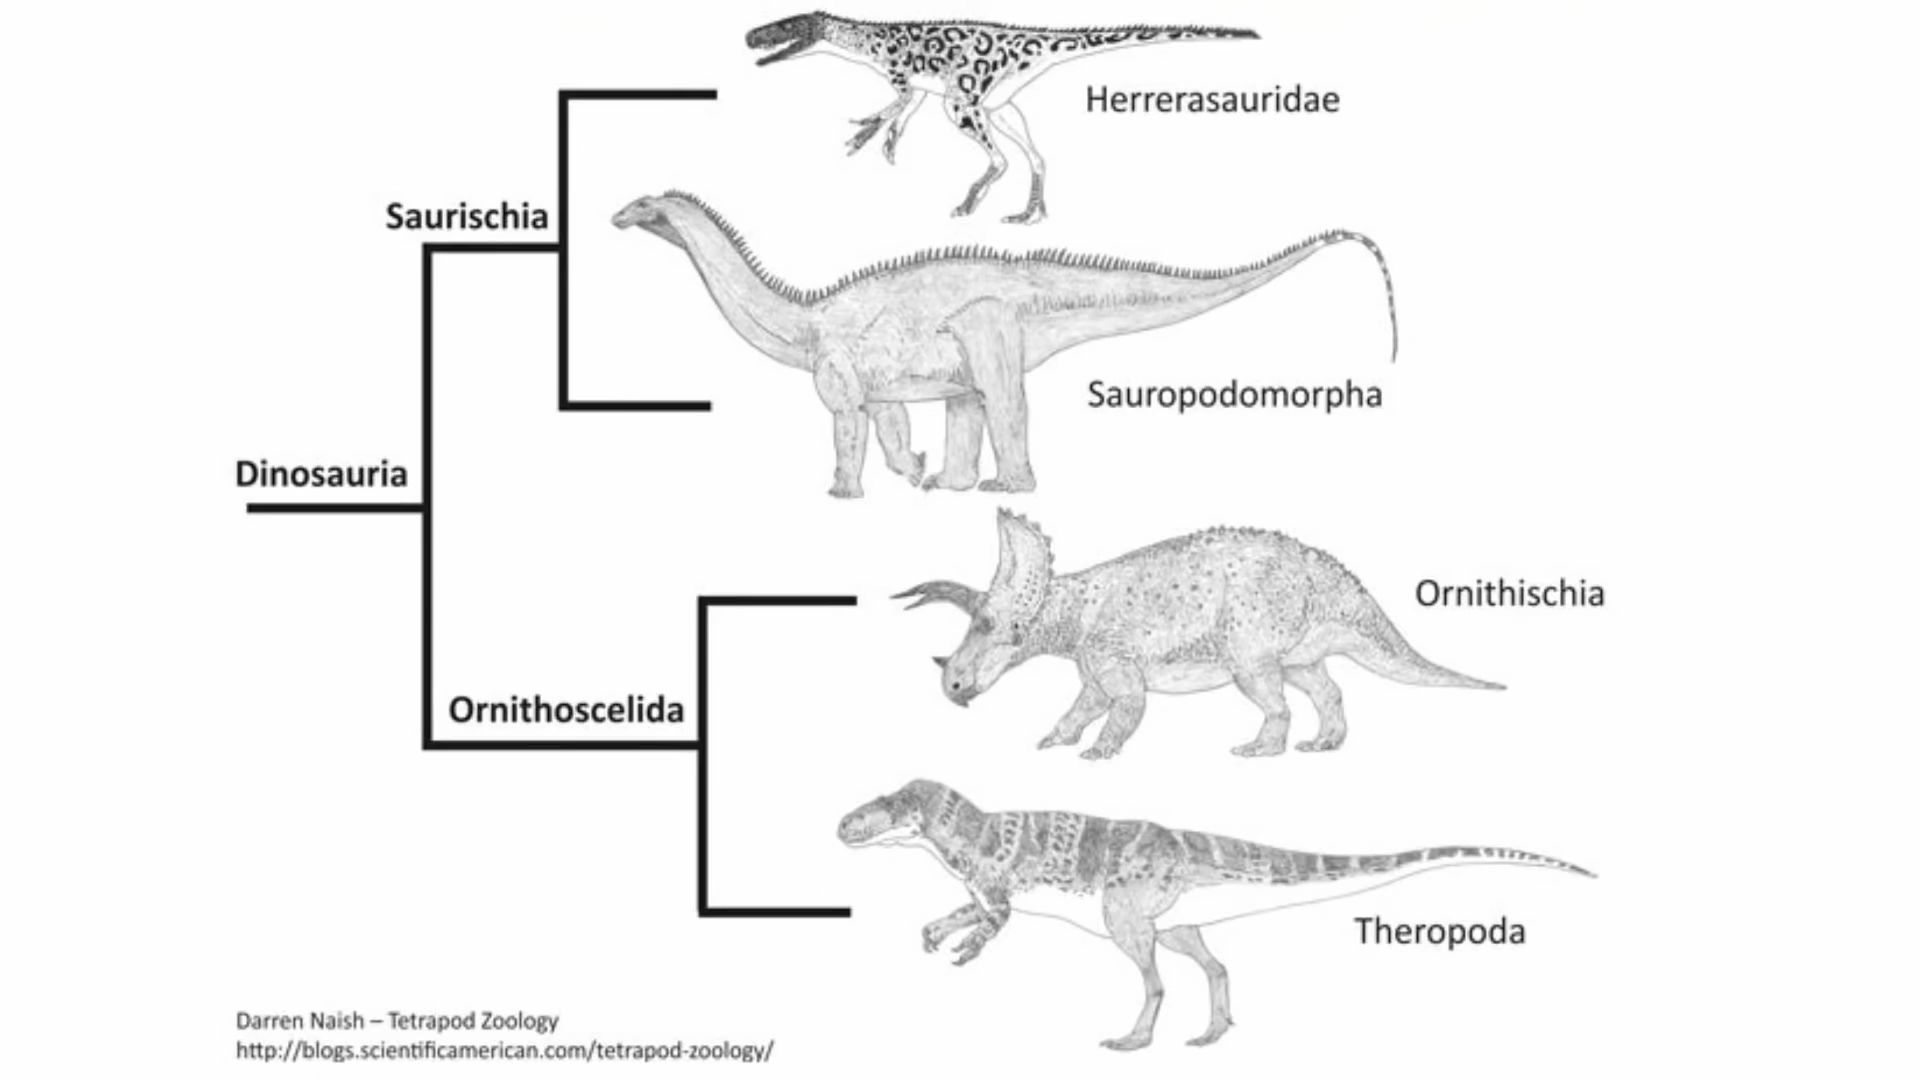 Herrerasauridae
Saurischia
Sauropodomorpha
Dinosauria
Ornithischia
Ornithoscelida
Theropoda
Darren Naish – Tetrapod Zoology
http://blogs.scientificamerican.com/tetrapod-zoology/